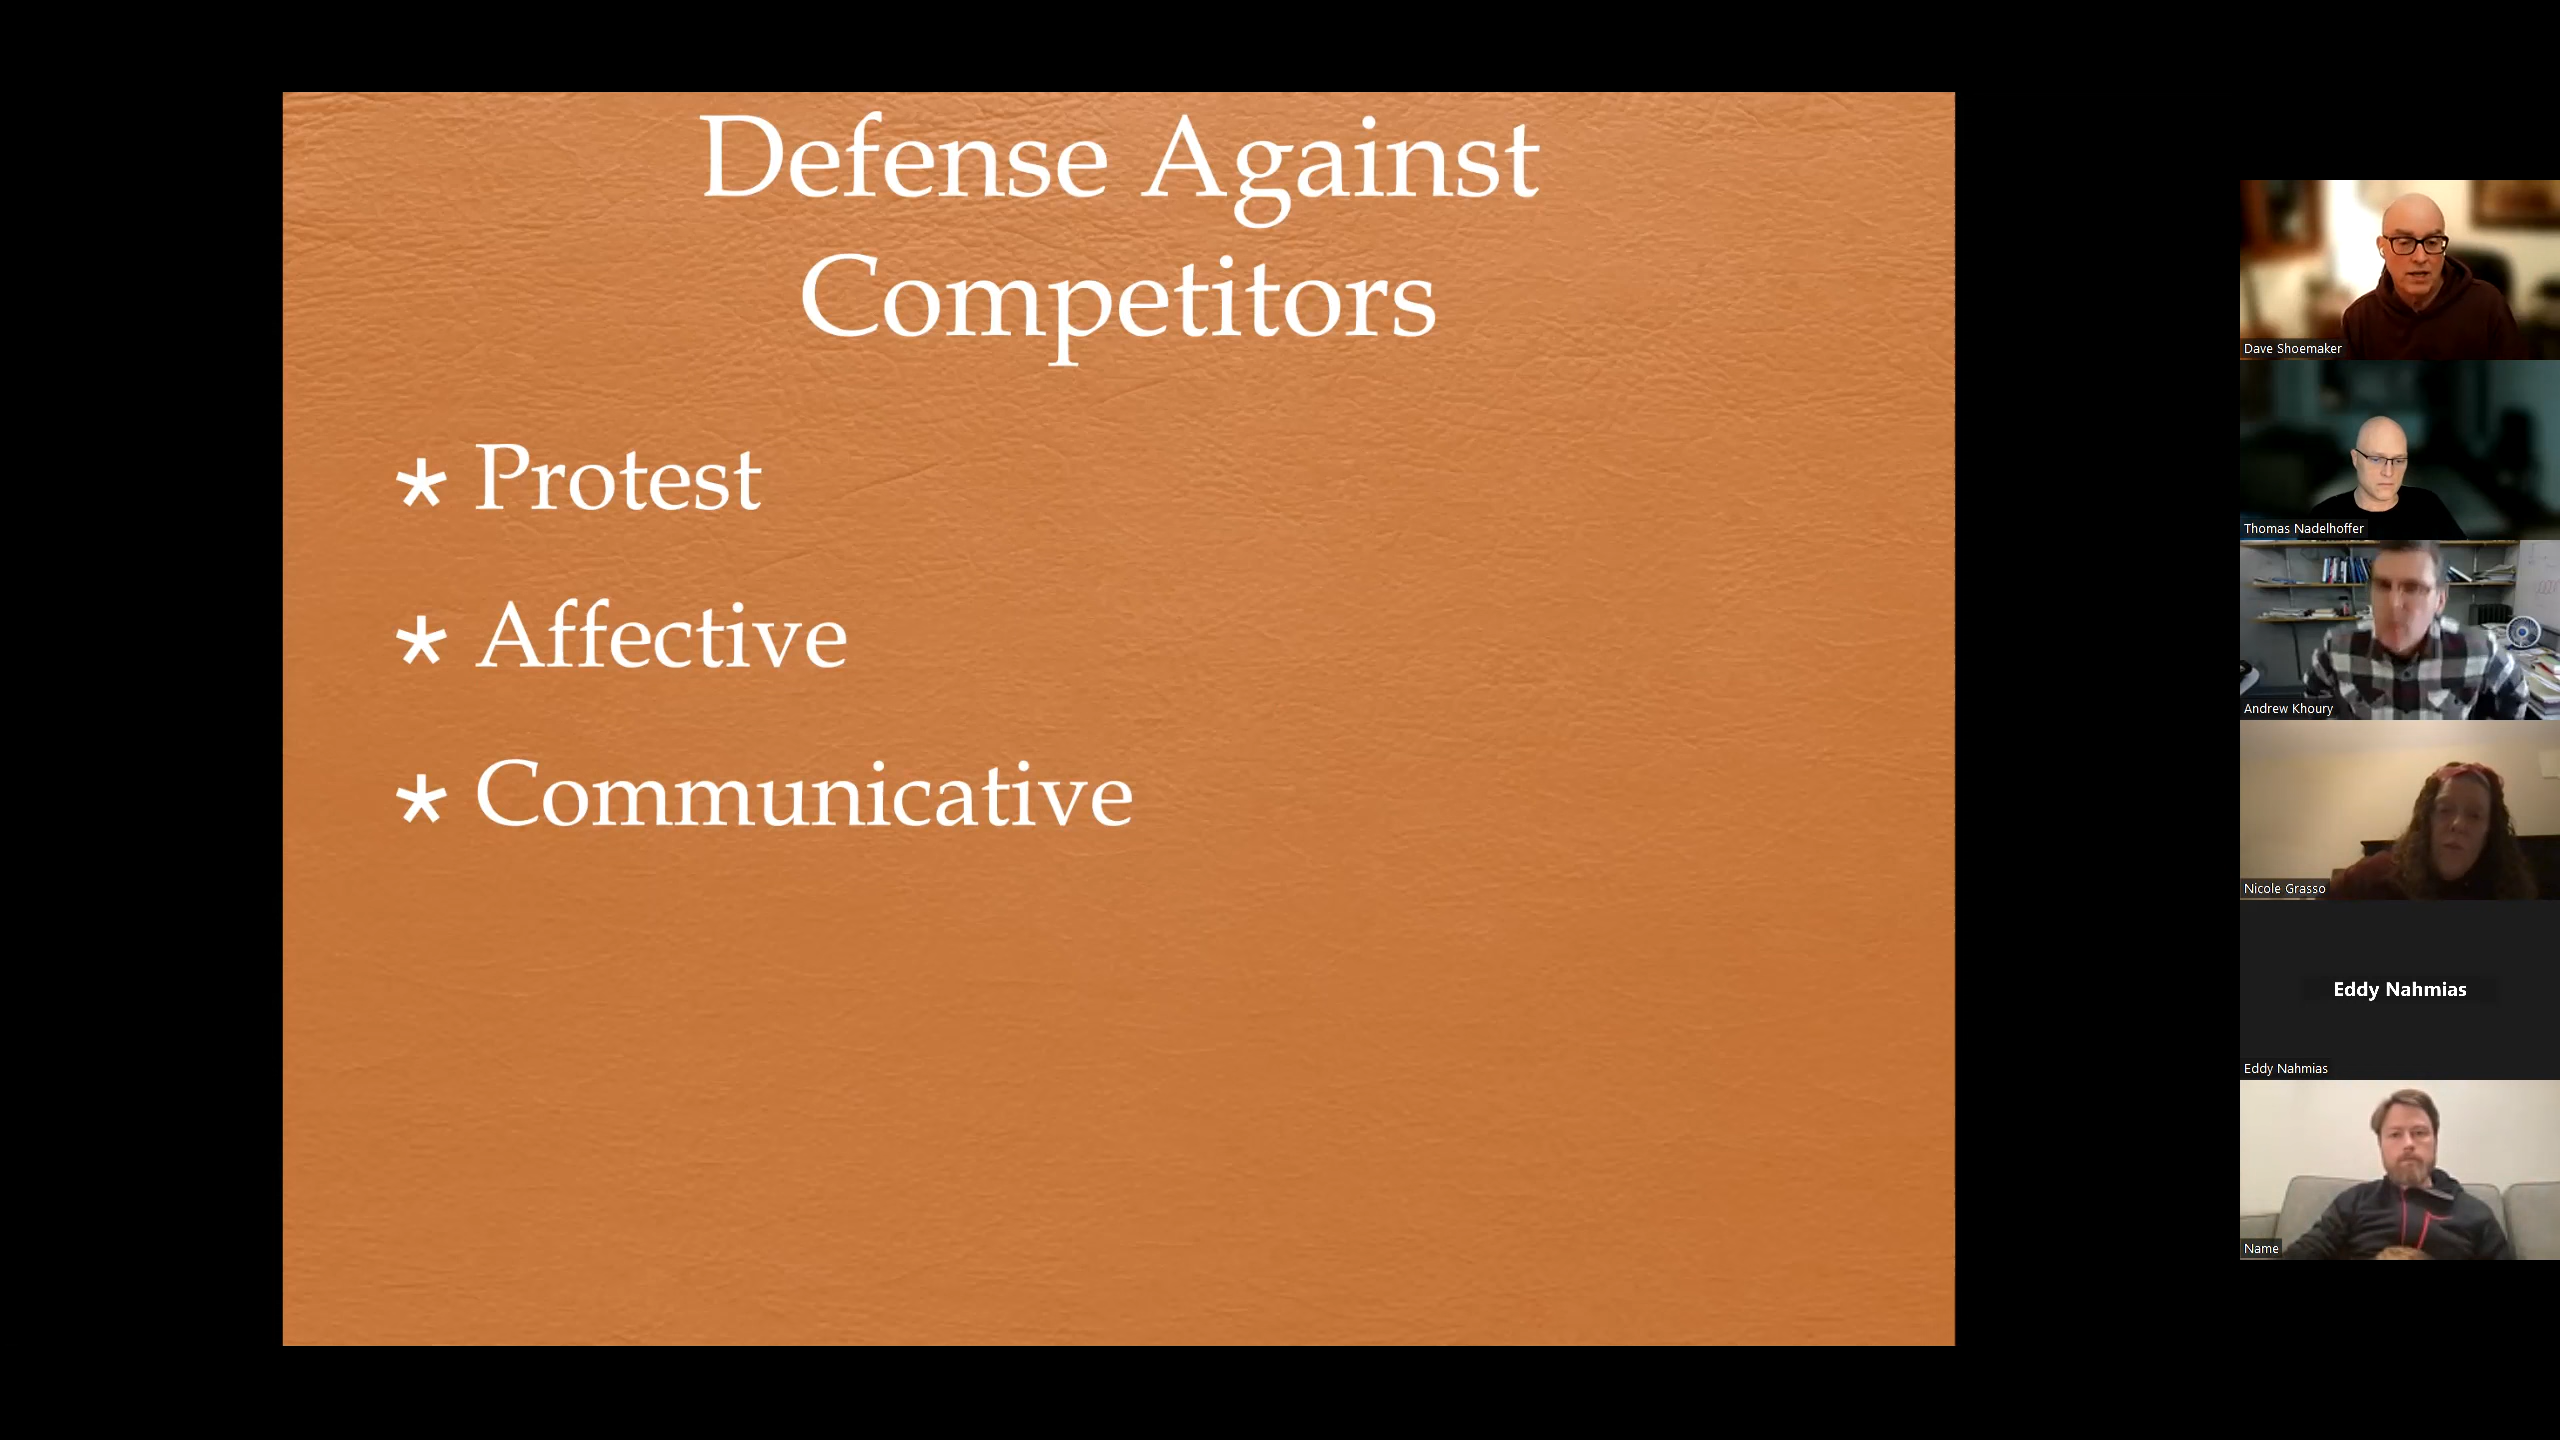 Defense Against
Competitors
* Protest
* Affective
* Communicative
Dave Shoemaker
Thomas Nadelhoffer
Andrew Khoury
Nicole Grasso
Eddy Nahmias
Eddy Nahmias
Name